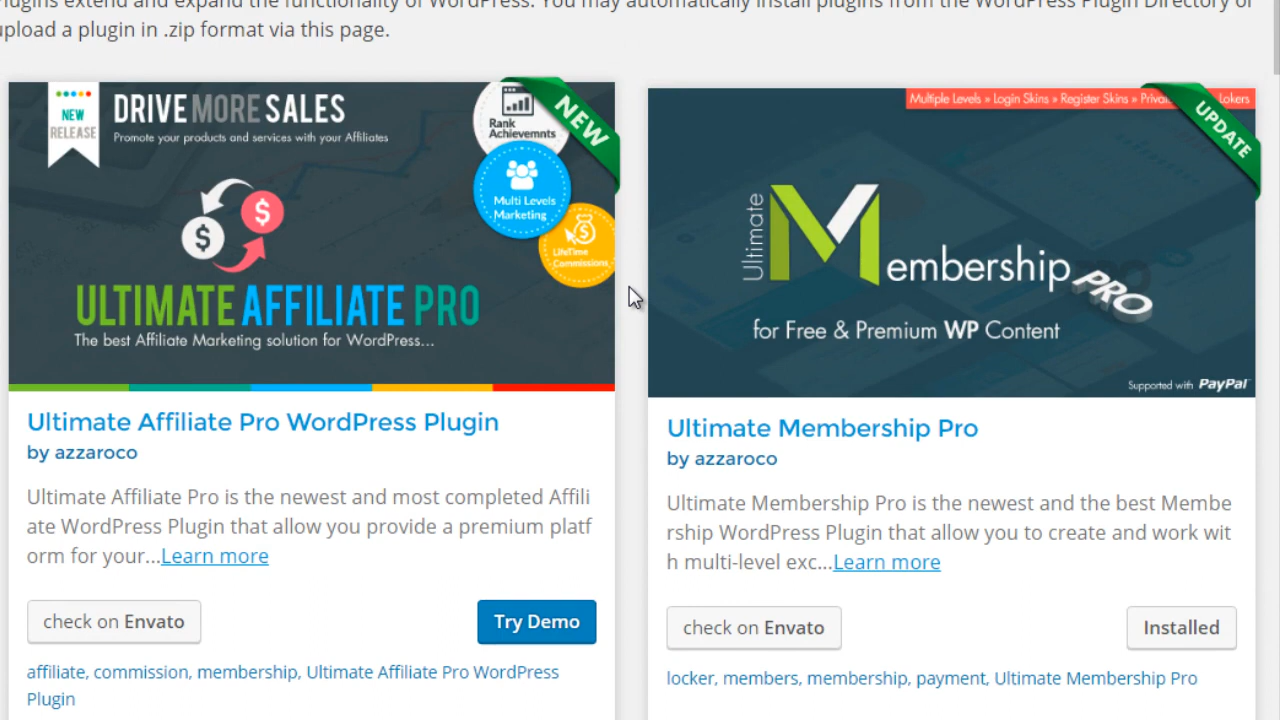 Plugins extend and expand the functionality of WordPress. You may automatically install plugins from the WordPress Plugin Directory or
upload a plugin in .zip format via this page.
NEW
RELEASE
DRIVE MORE SALES
Promote your products and services with your Affiliates
Rank
Achievemnts
NEW
Multi Levels
Marketing
LifeTime
Commissions
ULTIMATE AFFILIATE PRO
The best Affiliate Marketing solution for WordPress...
Ultimate Affiliate Pro WordPress Plugin
by azzaroco
Ultimate Affiliate Pro is the newest and most completed Affili
ate WordPress Plugin that allow you provide a premium platf
orm for your...Learn more
check on Envato
Try Demo
affiliate, commission, membership, Ultimate Affiliate Pro WordPress
Plugin
Multiple Levels » Login Skins » Register Skins » Lokers
UPDATE
Ultimate
Membership PRO
for Free & Premium WP Content
Supported with PayPal
Ultimate Membership Pro
by azzaroco
Ultimate Membership Pro is the newest and the best Membe
rship WordPress Plugin that allow you to create and work wit
h multi-level exc...Learn more
check on Envato
Installed
locker, members, membership, payment, Ultimate Membership Pro